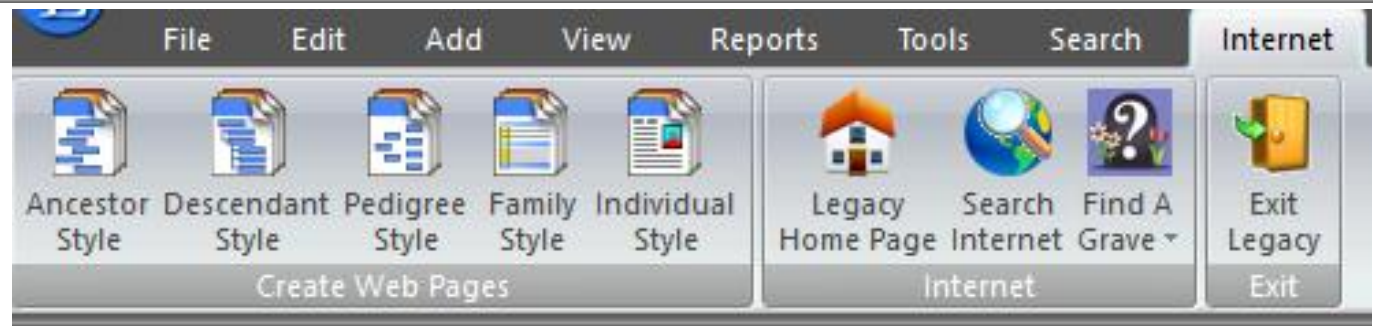 File Edit Add View Reports Tools Search Internet
Ancestor Style
Descendant Style
Pedigree Style
Family Style
Individual Style
Create Web Pages
Legacy Home Page
Search Internet
Find A Grave
Internet
Exit Legacy
Exit